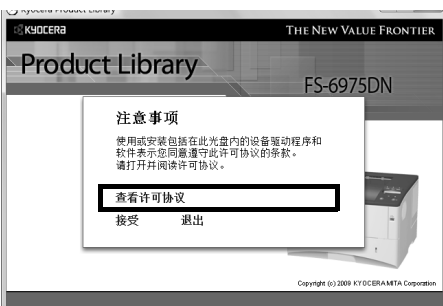 Kyocera Product Library
KYOCERA
THE NEW VALUE FRONTIER
Product Library
FS-6975DN
注意事项
使用或安装包括在此光盘内的设备驱动程序和
软件表示您同意遵守此许可协议的条款。
请打开并阅读许可协议。
查看许可协议
接受 退出
Copyright (c) 2009 KYOCERA MITA Corporation